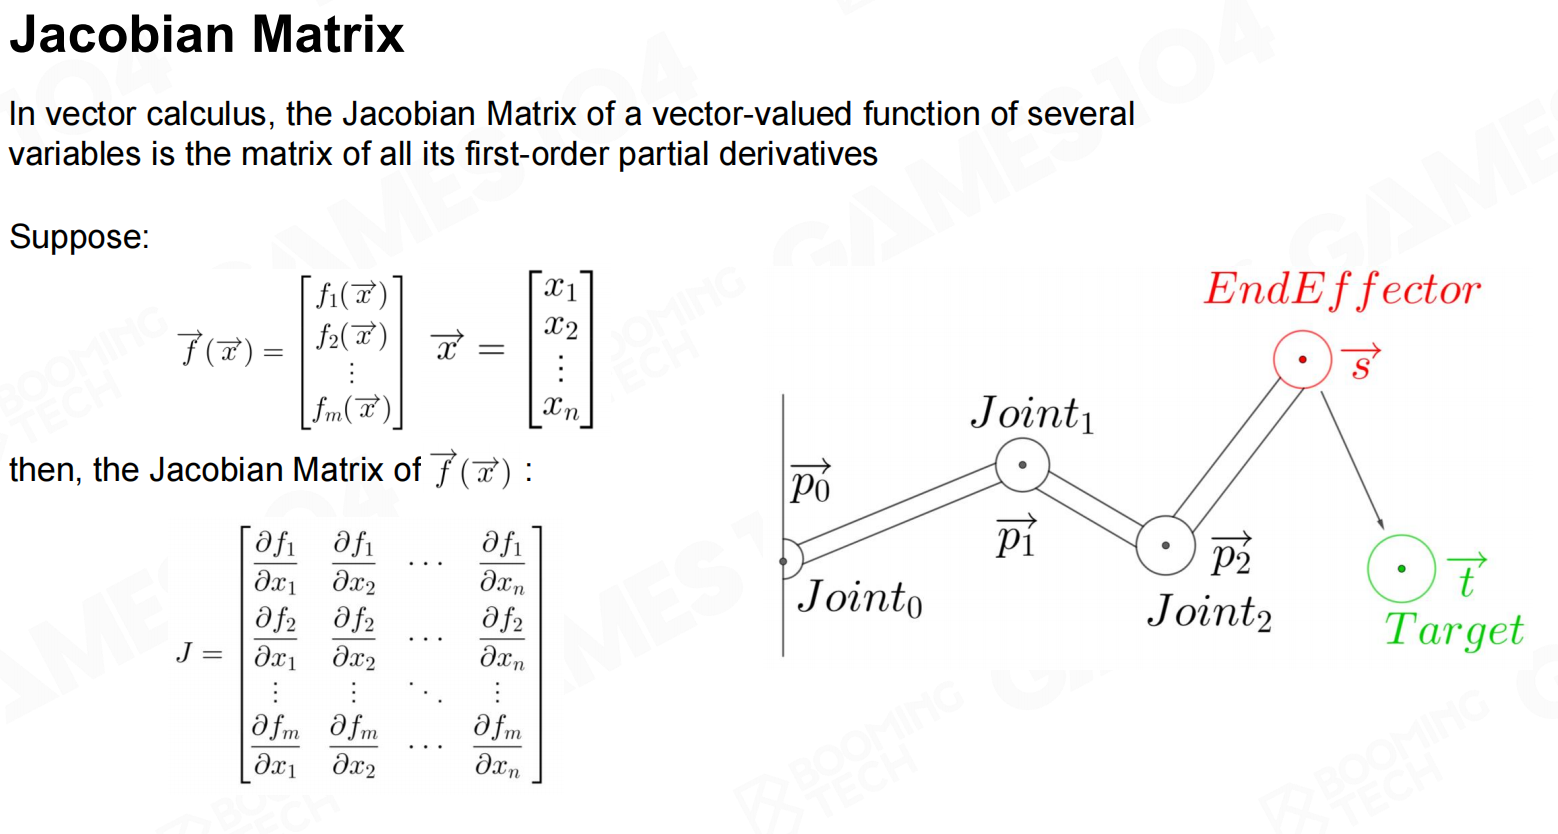 Jacobian Matrix
In vector calculus, the Jacobian Matrix of a vector-valued function of several
variables is the matrix of all its first-order partial derivatives
Suppose:
$\overrightarrow{f}(\overrightarrow{x}) = \begin{bmatrix} f_1(\overrightarrow{x}) \\ f_2(\overrightarrow{x}) \\ \vdots \\ f_m(\overrightarrow{x}) \end{bmatrix}$ $\overrightarrow{x} = \begin{bmatrix} x_1 \\ x_2 \\ \vdots \\ x_n \end{bmatrix}$
then, the Jacobian Matrix of $\overrightarrow{f}(\overrightarrow{x})$ :
$J = \begin{bmatrix} \frac{\partial f_1}{\partial x_1} & \frac{\partial f_1}{\partial x_2} & \cdots & \frac{\partial f_1}{\partial x_n} \\ \frac{\partial f_2}{\partial x_1} & \frac{\partial f_2}{\partial x_2} & \cdots & \frac{\partial f_2}{\partial x_n} \\ \vdots & \vdots & \ddots & \vdots \\ \frac{\partial f_m}{\partial x_1} & \frac{\partial f_m}{\partial x_2} & \cdots & \frac{\partial f_m}{\partial x_n} \end{bmatrix}$
EndEffector
$\overrightarrow{s}$
$Joint_1$
$\overrightarrow{p_0}$
$\overrightarrow{p_1}$
$\overrightarrow{p_2}$
$Joint_0$
$Joint_2$
$\overrightarrow{t}$
Target
GAMES104
BOOMING
TECH